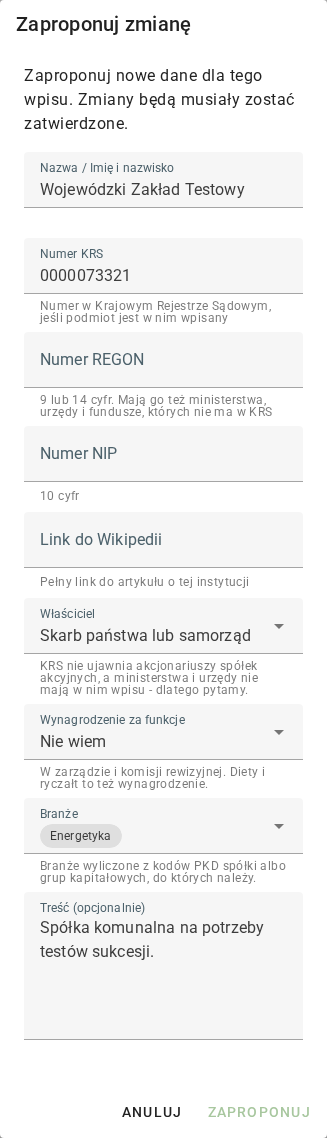 Zaproponuj zmianę
Zaproponuj nowe dane dla tego
wpisu. Zmiany będą musiały zostać
zatwierdzone.
Nazwa / Imię i nazwisko
Wojewódzki Zakład Testowy
Numer KRS
0000073321
Numer w Krajowym Rejestrze Sądowym,
jeśli podmiot jest w nim wpisany
Numer REGON
9 lub 14 cyfr. Mają go też ministerstwa,
urzędy i fundusze, których nie ma w KRS
Numer NIP
10 cyfr
Link do Wikipedii
Pełny link do artykułu o tej instytucji
Właściciel
Skarb państwa lub samorząd
KRS nie ujawnia akcjonariuszy spółek
akcyjnych, a ministerstwa i urzędy nie
mają w nim wpisu - dlatego pytamy.
Wynagrodzenie za funkcje
Nie wiem
W zarządzie i komisji rewizyjnej. Diety i
ryczałt to też wynagrodzenie.
Branże
Energetyka
Branże wyliczone z kodów PKD spółki albo
grup kapitałowych, do których należy.
Treść (opcjonalnie)
Spółka komunalna na potrzeby
testów sukcesji.
ANULUJ ZAPROPONUJ